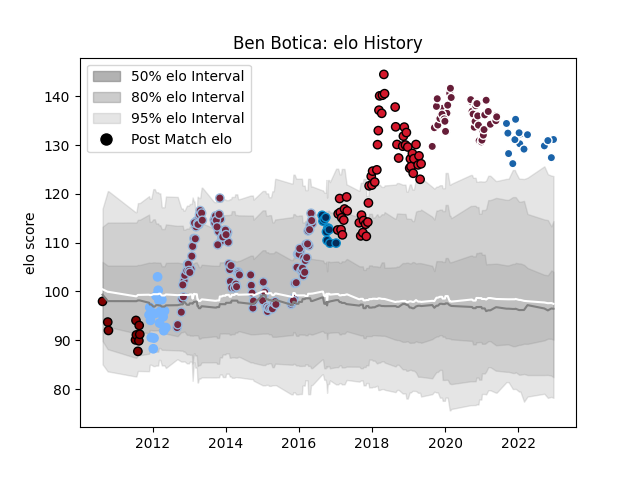 Ben Botica: elo History
50% elo Interval
80% elo Interval
95% elo Interval
Post Match elo
elo score
140
130
120
110
100
90
80
2012 2014 2016 2018 2020 2022